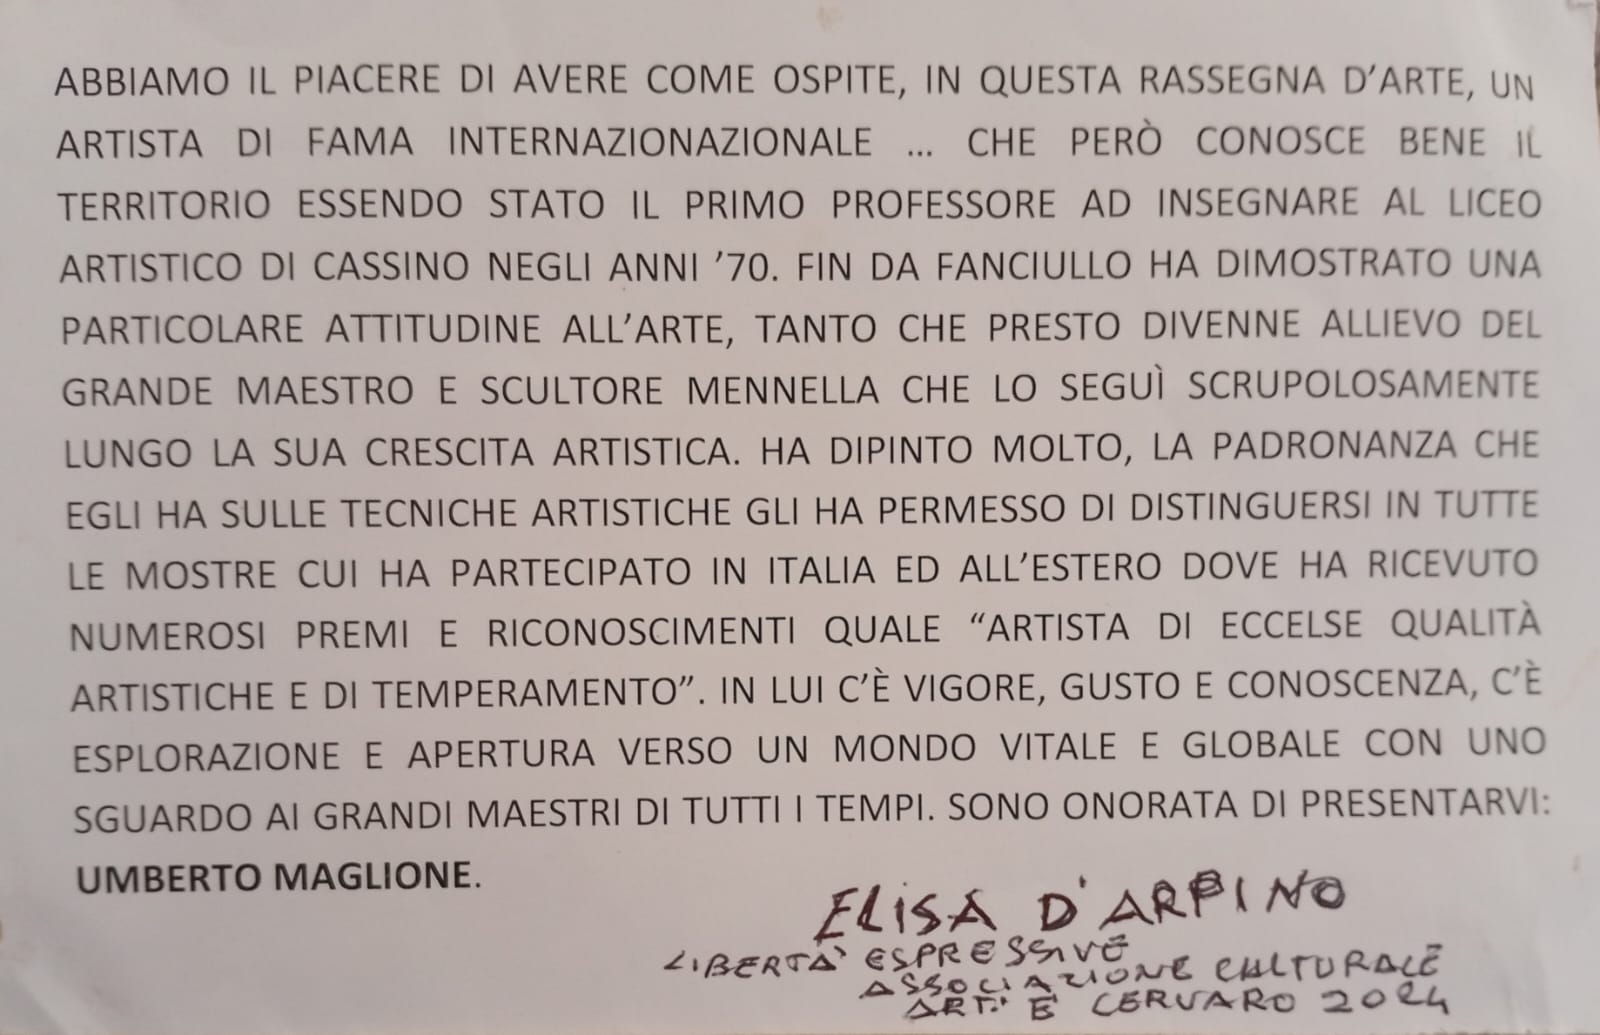 ABBIAMO IL PIACERE DI AVERE COME OSPITE, IN QUESTA RASSEGNA D'ARTE, UN
ARTISTA DI FAMA INTERNAZIONAZIONALE ... CHE PERÒ CONOSCE BENE IL
TERRITORIO ESSENDO STATO IL PRIMO PROFESSORE AD INSEGNARE AL LICEO
ARTISTICO DI CASSINO NEGLI ANNI '70. FIN DA FANCIULLO HA DIMOSTRATO UNA
PARTICOLARE ATTITUDINE ALL'ARTE, TANTO CHE PRESTO DIVENNE ALLIEVO DEL
GRANDE MAESTRO E SCULTORE MENNELLA CHE LO SEGUÌ SCRUPOLOSAMENTE
LUNGO LA SUA CRESCITA ARTISTICA. HA DIPINTO MOLTO, LA PADRONANZA CHE
EGLI HA SULLE TECNICHE ARTISTICHE GLI HA PERMESSO DI DISTINGUERSI IN TUTTE
LE MOSTRE CUI HA PARTECIPATO IN ITALIA ED ALL'ESTERO DOVE HA RICEVUTO
NUMEROSI PREMI E RICONOSCIMENTI QUALE "ARTISTA DI ECCELSE QUALITÀ
ARTISTICHE E DI TEMPERAMENTO". IN LUI C'È VIGORE, GUSTO E CONOSCENZA, C'È
ESPLORAZIONE E APERTURA VERSO UN MONDO VITALE E GLOBALE CON UNO
SGUARDO AI GRANDI MAESTRI DI TUTTI I TEMPI. SONO ONORATA DI PRESENTARVI:
UMBERTO MAGLIONE.
ELISA D'ARPINO
LIBERTA' ESPRESSIVE
ASSOCIAZIONE CULTURALE
ART. E' CERVARO 2024